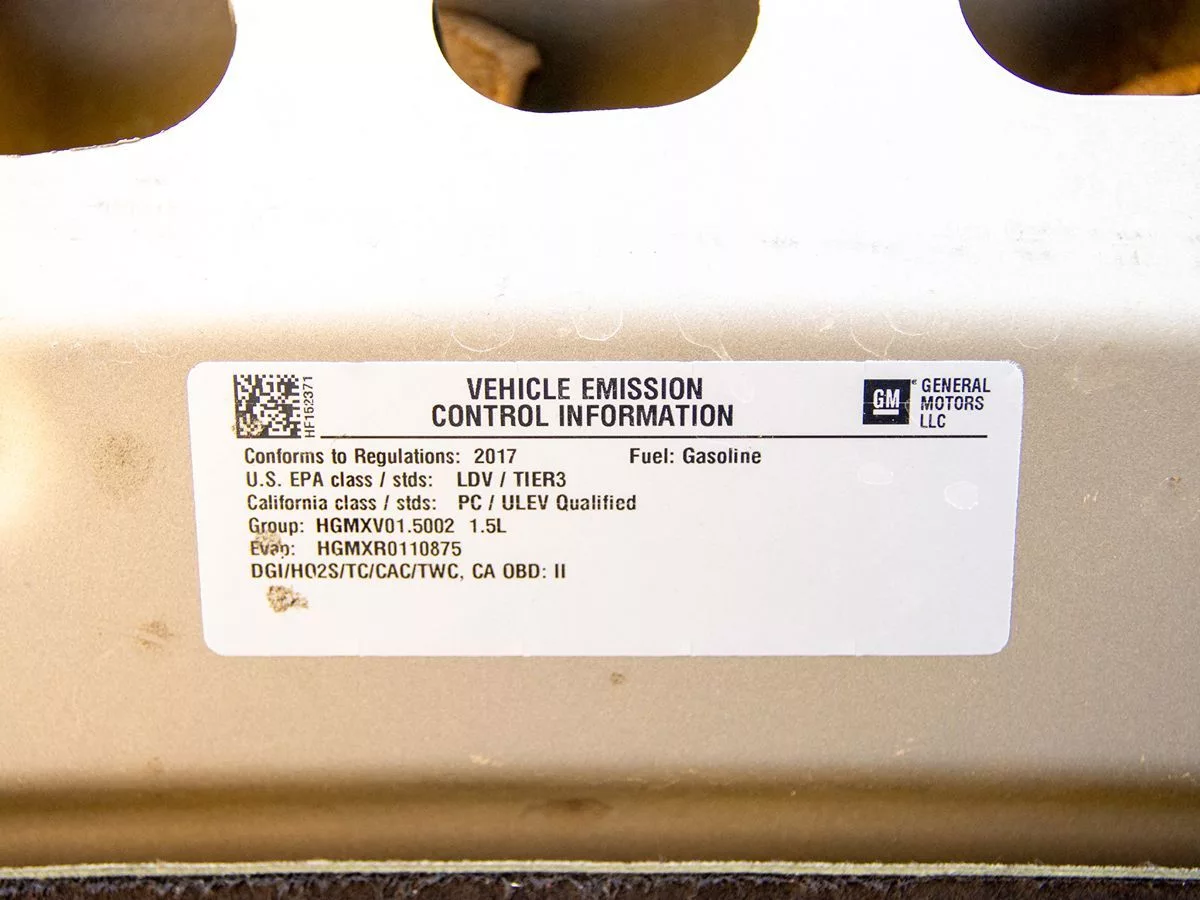 HF152371
VEHICLE EMISSION
CONTROL INFORMATION
GM
GENERAL
MOTORS
LLC
Conforms to Regulations: 2017 Fuel: Gasoline
U.S. EPA class / stds: LDV / TIER3
California class / stds: PC / ULEV Qualified
Group: HGMXV01.5002 1.5L
Evap: HGMXR0110875
DGI/HO2S/TC/CAC/TWC, CA OBD: II